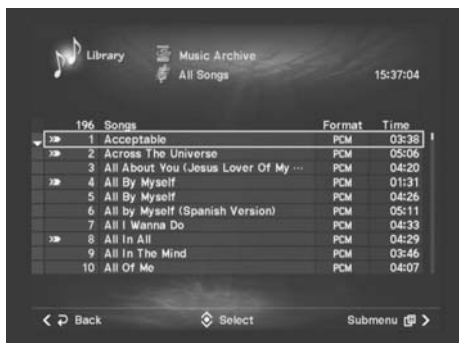 Library Music Archive
All Songs 15:37:04
196 Songs Format Time
1 Acceptable PCM 03:38
2 Across The Universe PCM 05:06
3 All About You (Jesus Lover Of My ··· PCM 04:20
4 All By Myself PCM 01:31
5 All By Myself PCM 04:26
6 All by Myself (Spanish Version) PCM 05:11
7 All I Wanna Do PCM 04:33
8 All In All PCM 04:29
9 All In The Mind PCM 03:46
10 All Of Me PCM 04:07
Back Select Submenu